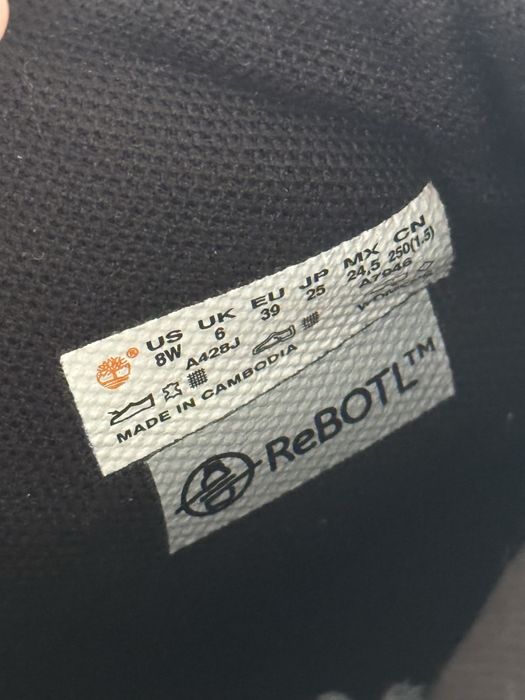 ® US UK EU JP MX CN
8W 6 39 25 24,5 250(1.5)
A428J A7946
MADE IN CAMBODIA
ReBOTL™